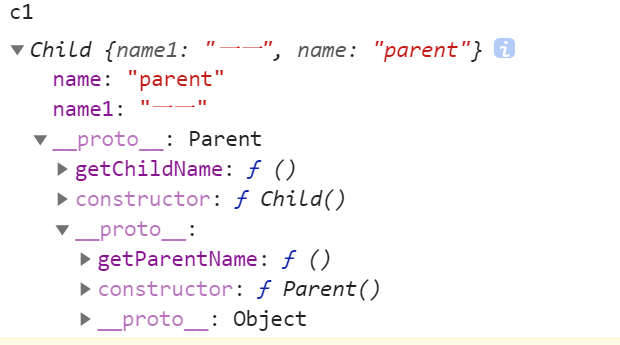 c1
Child {name1: "一一", name: "parent"} i
name: "parent"
name1: "一一"
__proto__: Parent
getChildName: ƒ ()
constructor: ƒ Child()
__proto__:
getParentName: ƒ ()
constructor: ƒ Parent()
__proto__: Object